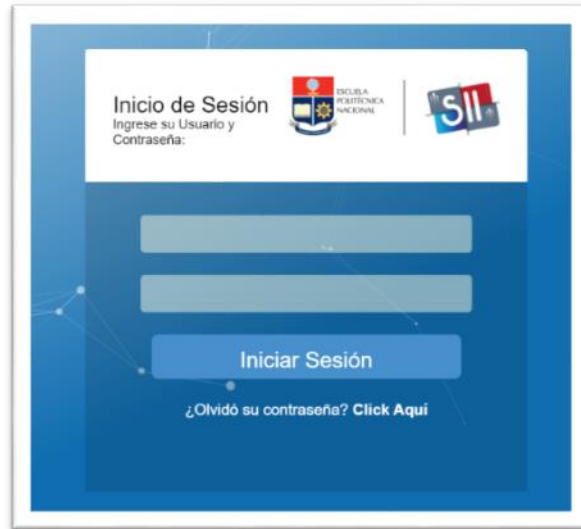 Inicio de Sesión
Ingrese su Usuario y
Contraseña:
ESCUELA
POLITÉCNICA
NACIONAL
SII
Iniciar Sesión
¿Olvidó su contraseña? Click Aquí